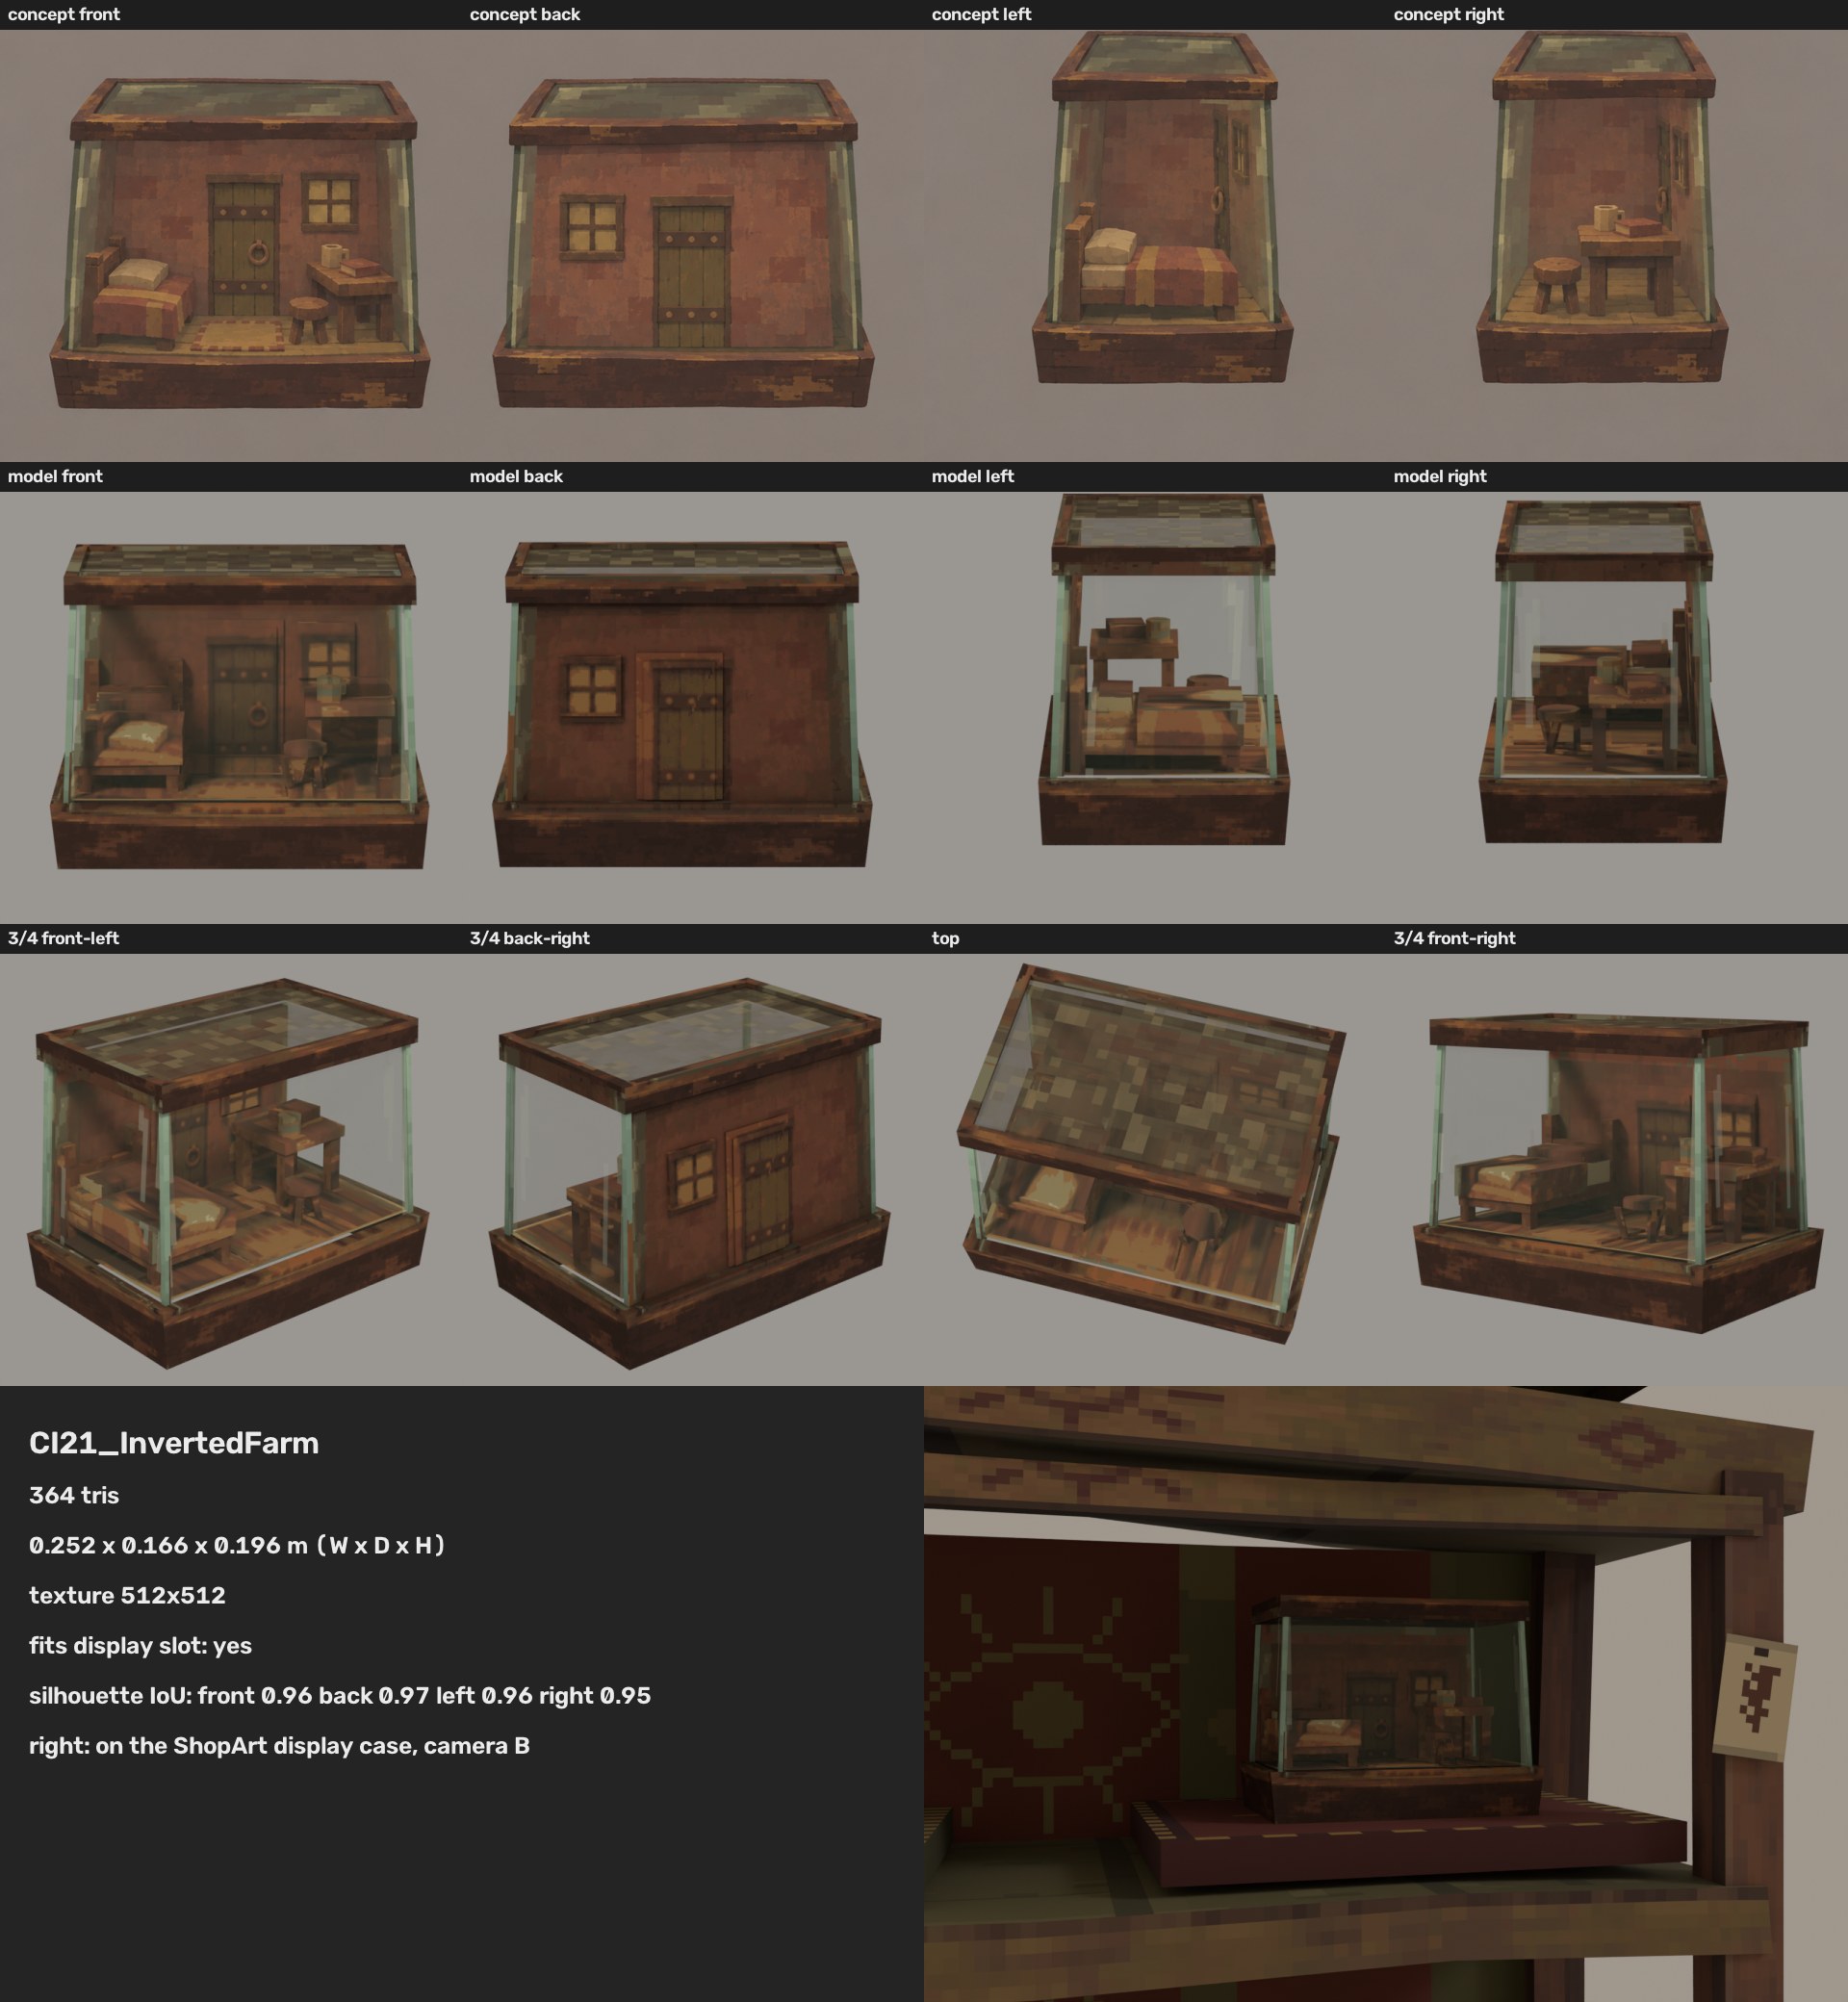 concept front
concept back
concept left
concept right
model front
model back
model left
model right
3/4 front-left
3/4 back-right
top
3/4 front-right
CI21_InvertedFarm
364 tris
0.252 x 0.166 x 0.196 m (W x D x H)
texture 512x512
fits display slot: yes
silhouette IoU: front 0.96 back 0.97 left 0.96 right 0.95
right: on the ShopArt display case, camera B